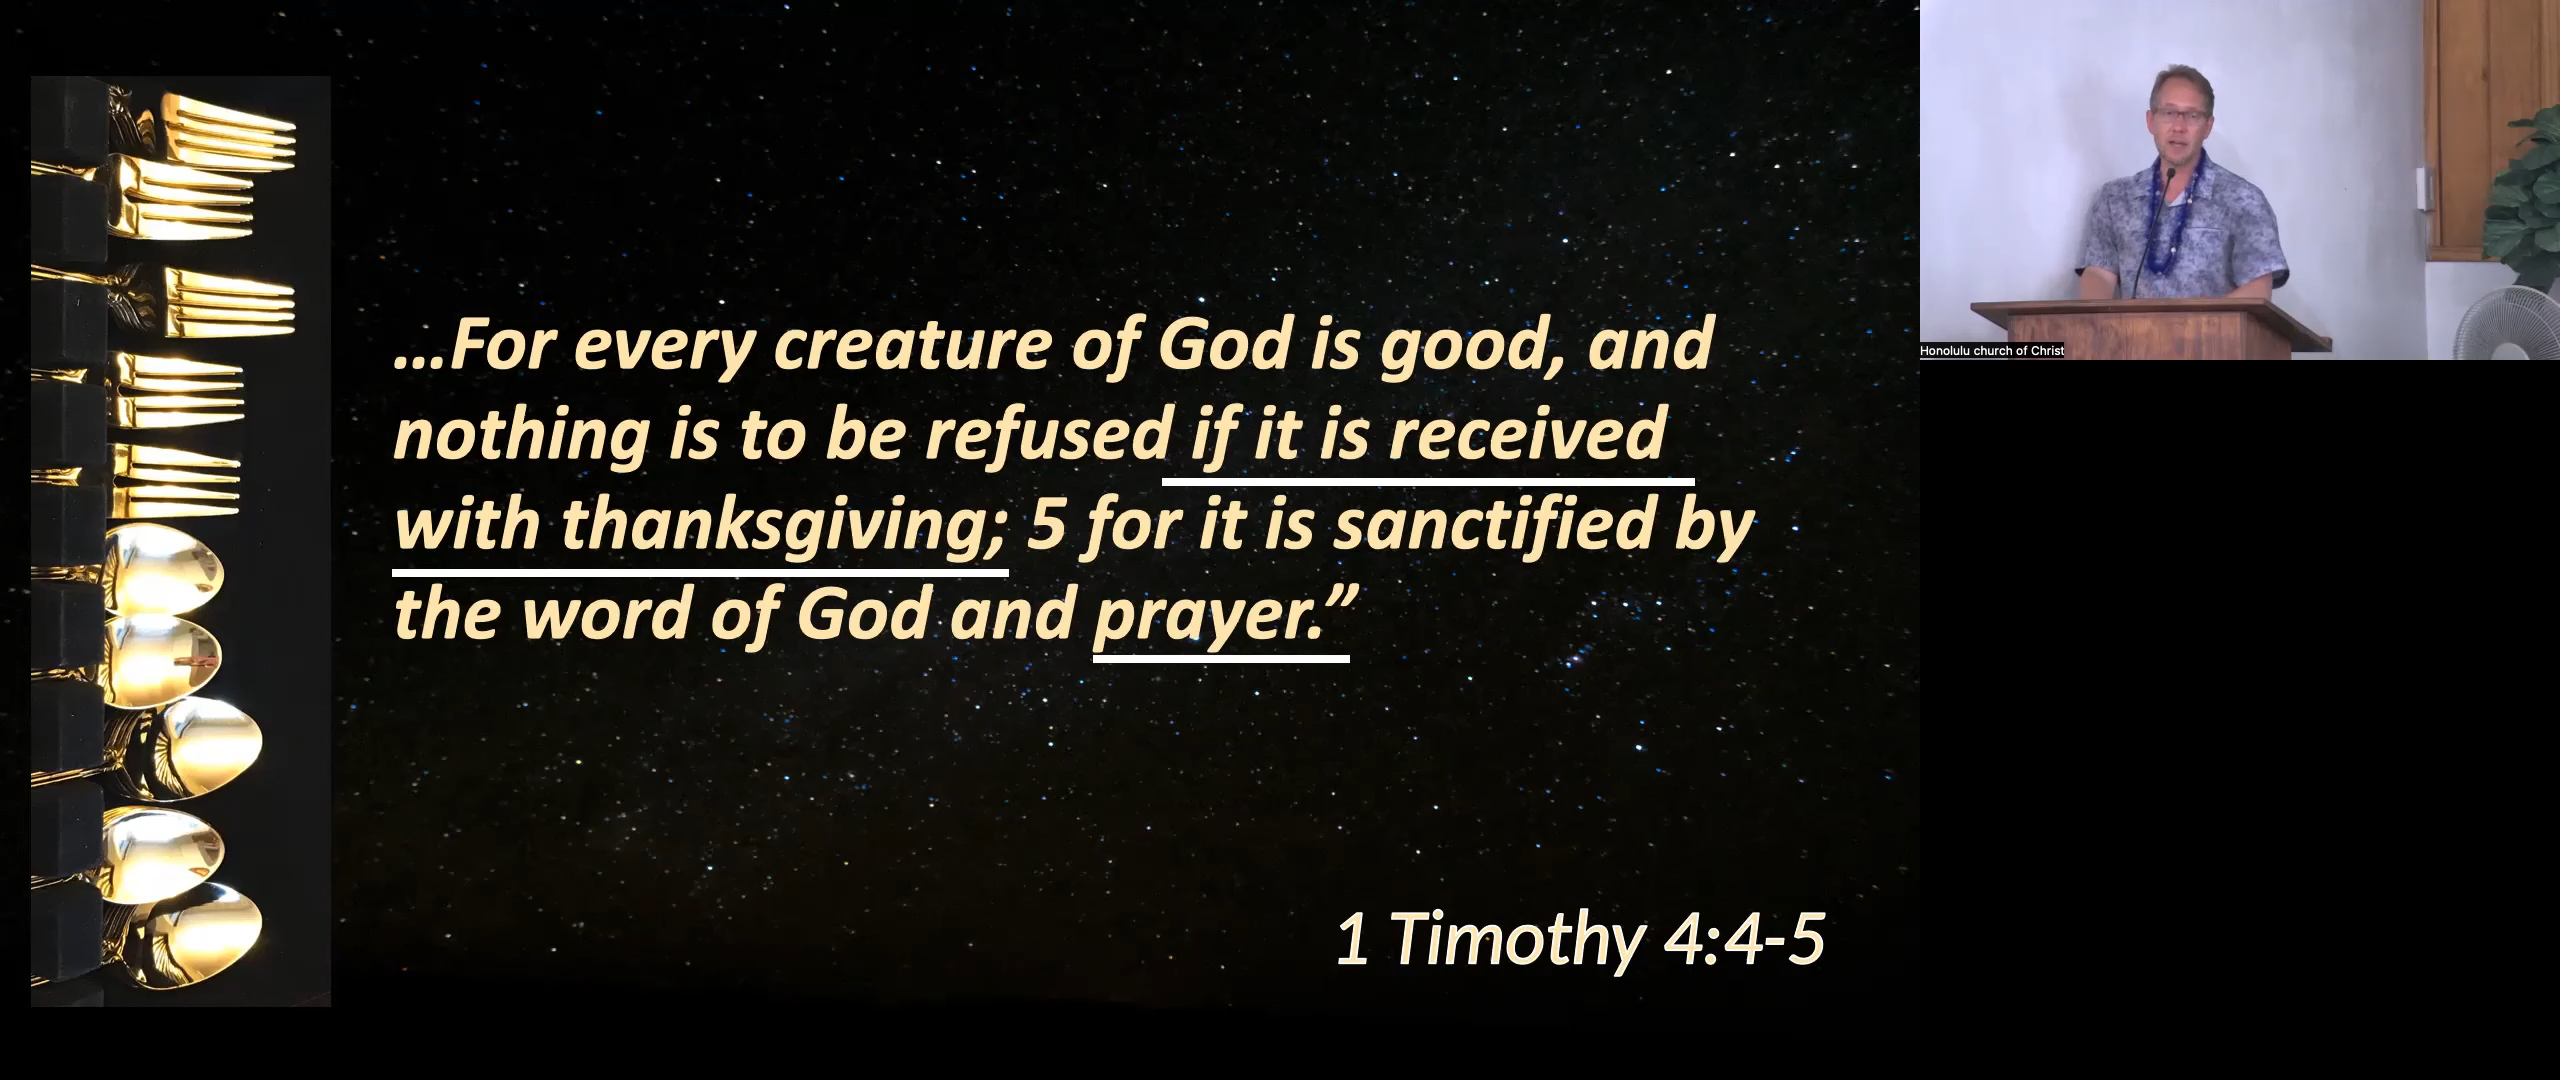 ...For every creature of God is good, and
nothing is to be refused if it is received
with thanksgiving; 5 for it is sanctified by
the word of God and prayer.”
1 Timothy 4:4-5
Honolulu church of Christ